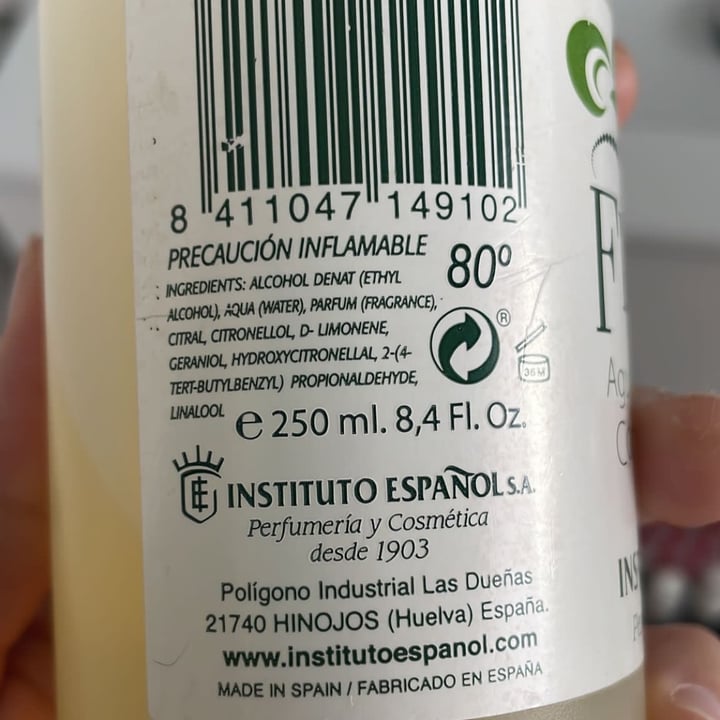 8 411047 149102
PRECAUCIÓN INFLAMABLE
80º
INGREDIENTS: ALCOHOL DENAT (ETHYL
ALCOHOL), AQUA (WATER), PARFUM (FRAGRANCE),
CITRAL, CITRONELLOL, D- LIMONENE,
GERANIOL, HYDROXYCITRONELLAL, 2-(4-
TERT-BUTYLBENZYL) PROPIONALDEHYDE,
LINALOOL
®
36M
e 250 ml. 8,4 Fl. Oz.
INSTITUTO ESPAÑOL S.A.
Perfumería y Cosmética
desde 1903
Polígono Industrial Las Dueñas
21740 HINOJOS (Huelva) España.
www.institutoespanol.com
MADE IN SPAIN / FABRICADO EN ESPAÑA